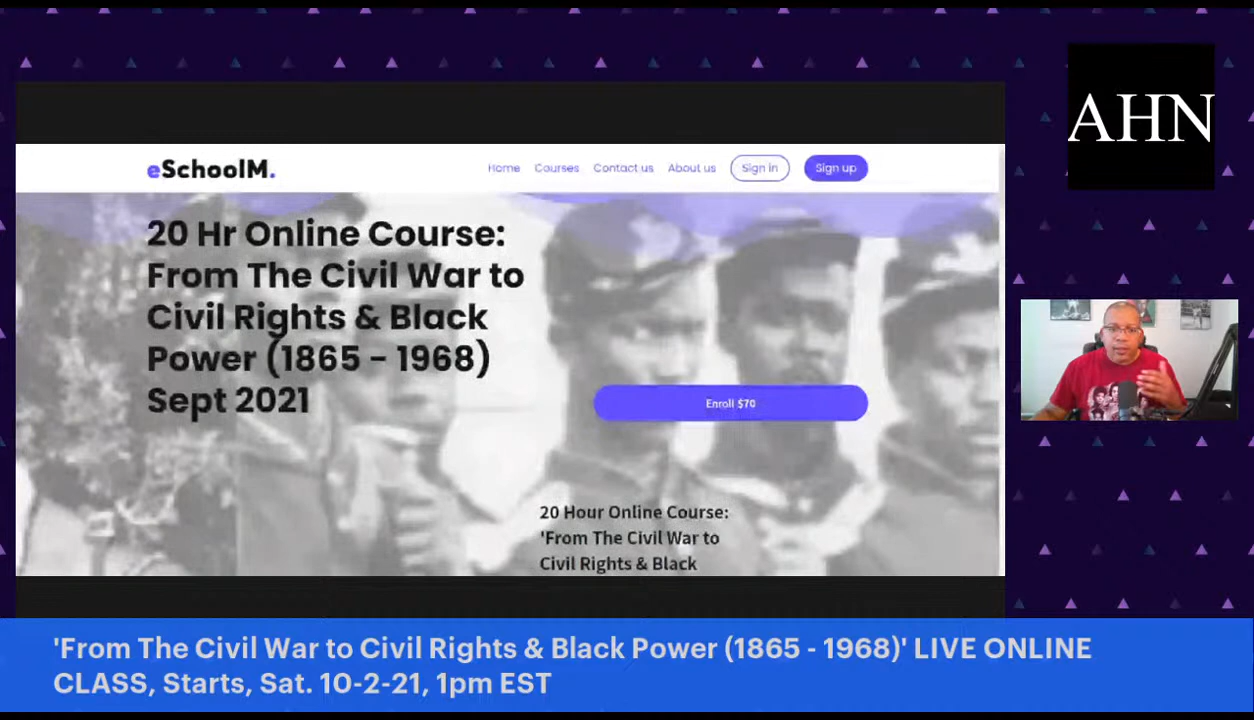 AHN
eSchoolM.
Home Courses Contact us About us Sign in Sign up
20 Hr Online Course:
From The Civil War to
Civil Rights & Black
Power (1865 - 1968)
Sept 2021
Enroll $70
20 Hour Online Course:
'From The Civil War to
Civil Rights & Black
'From The Civil War to Civil Rights & Black Power (1865 - 1968)' LIVE ONLINE
CLASS, Starts, Sat. 10-2-21, 1pm EST